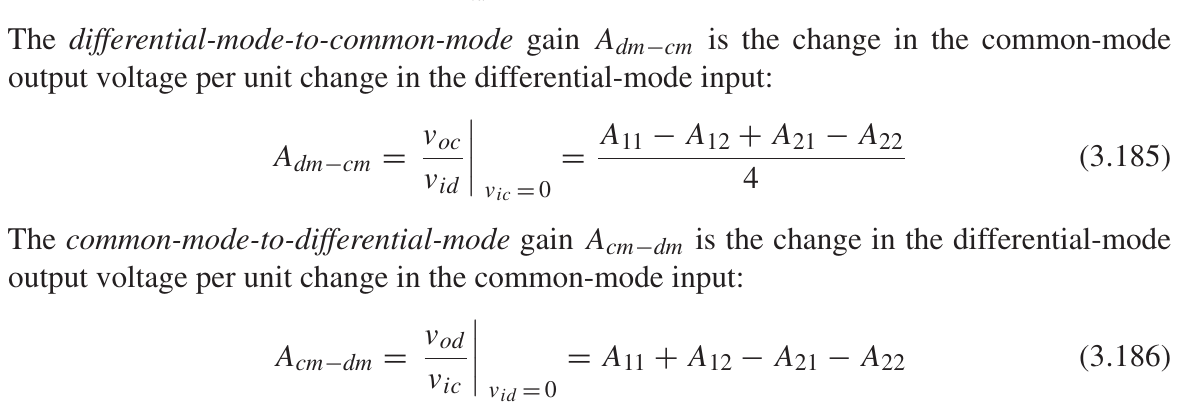 The differential-mode-to-common-mode gain A_{dm−cm} is the change in the common-mode
output voltage per unit change in the differential-mode input:
A_{dm−cm} = \frac{v_{oc}}{v_{id}} |_{v_{ic}=0} = \frac{A_{11} − A_{12} + A_{21} − A_{22}}{4} (3.185)
The common-mode-to-differential-mode gain A_{cm−dm} is the change in the differential-mode
output voltage per unit change in the common-mode input:
A_{cm−dm} = \frac{v_{od}}{v_{ic}} |_{v_{id}=0} = A_{11} + A_{12} − A_{21} − A_{22} (3.186)